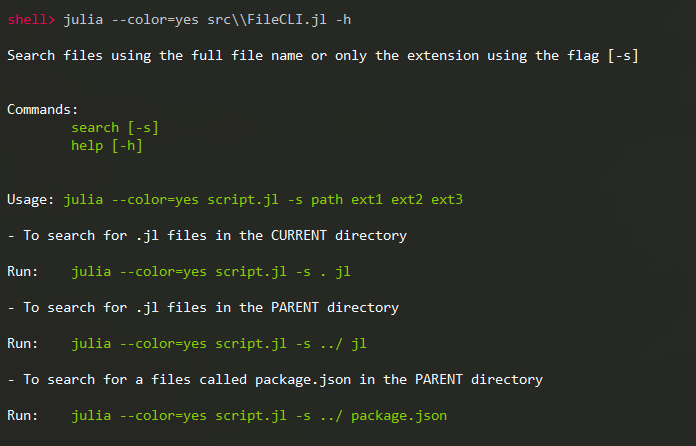 shell> julia --color=yes src\\FileCLI.jl -h
Search files using the full file name or only the extension using the flag [-s]
Commands:
search [-s]
help [-h]
Usage: julia --color=yes script.jl -s path ext1 ext2 ext3
- To search for .jl files in the CURRENT directory
Run: julia --color=yes script.jl -s . jl
- To search for .jl files in the PARENT directory
Run: julia --color=yes script.jl -s ../ jl
- To search for a files called package.json in the PARENT directory
Run: julia --color=yes script.jl -s ../ package.json